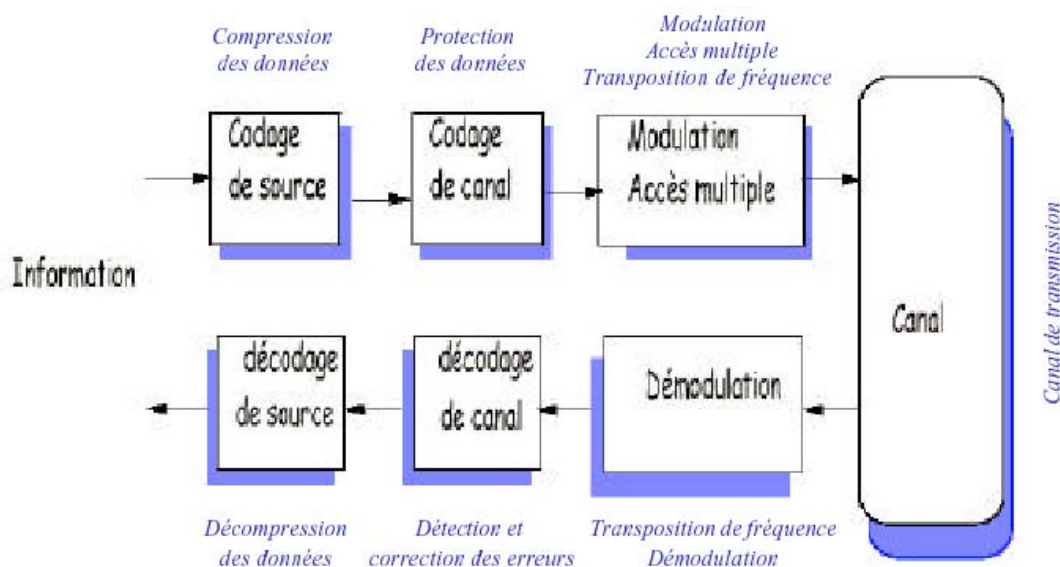 Compression
des données
Protection
des données
Modulation
Accès multiple
Transposition de fréquence
Codage
de source
Codage
de canal
Modulation
Accès multiple
Information
Canal
Canal de transmission
décodage
de source
décodage
de canal
Démodulation
Décompression
des données
Détection et
correction des erreurs
Transposition de fréquence
Démodulation